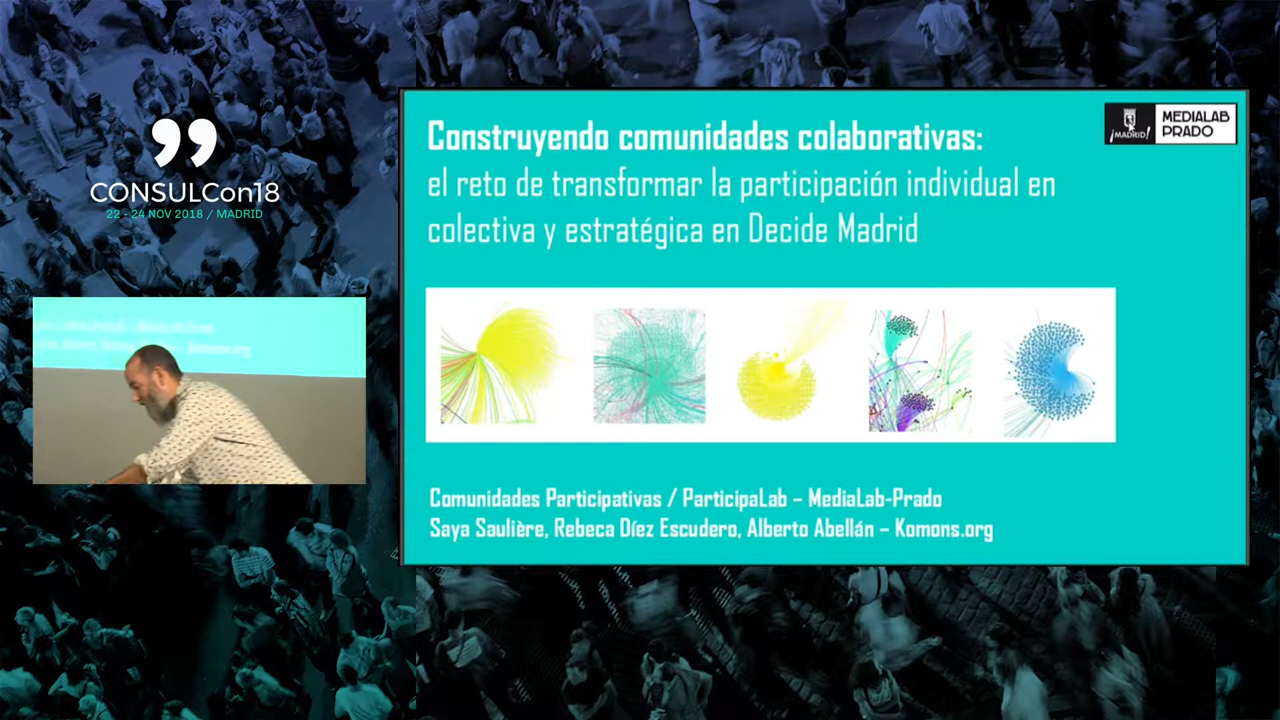 CONSULCon18
22 - 24 NOV 2018 / MADRID
Construyendo comunidades colaborativas:
el reto de transformar la participación individual en
colectiva y estratégica en Decide Madrid
¡MADRID!
MEDIALAB
PRADO
Comunidades Participativas / ParticipaLab – MediaLab-Prado
Saya Saulière, Rebeca Díez Escudero, Alberto Abellán – Komons.org